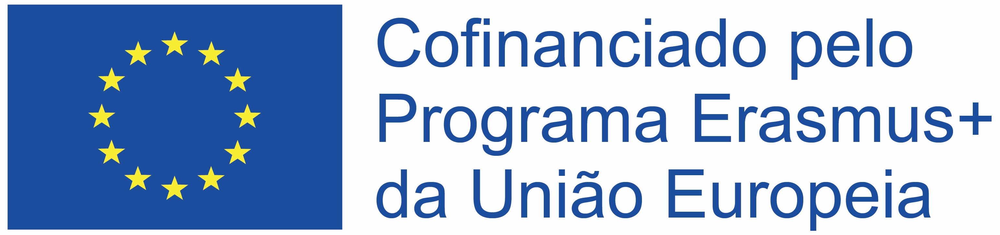 Cofinanciado pelo
Programa Erasmus+
da União Europeia